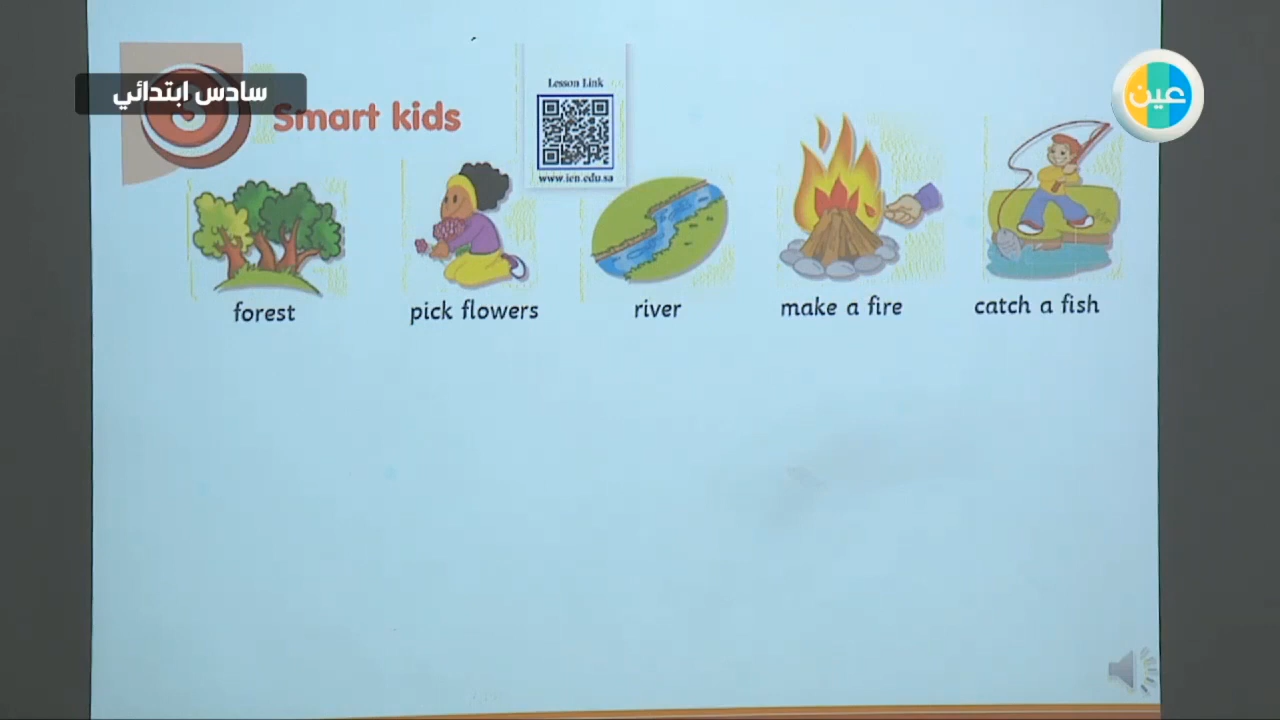 سادس ابتدائي
Smart kids
Lesson Link
www.ien.edu.sa
عين
forest
pick flowers
river
make a fire
catch a fish